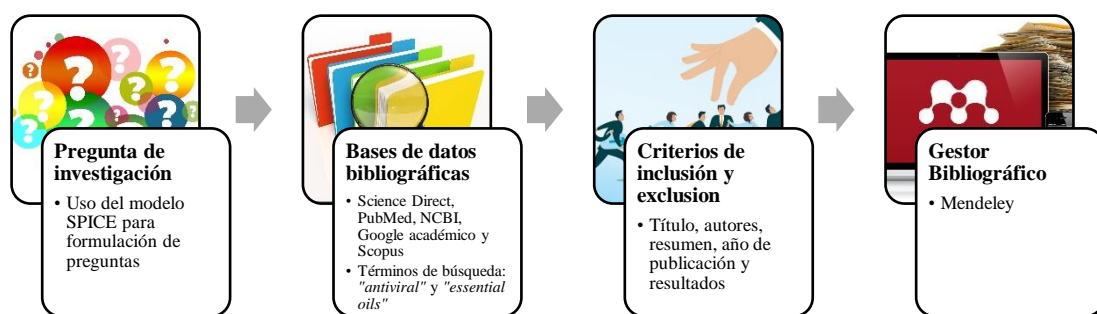 Pregunta de
investigación
• Uso del modelo
SPICE para
formulación de
preguntas
Bases de datos
bibliográficas
• Science Direct,
PubMed, NCBI,
Google académico y
Scopus
• Términos de búsqueda:
"antiviral" y "essential
oils"
Criterios de
inclusión y
exclusion
• Título, autores,
resumen, año de
publicación y
resultados
Gestor
Bibliográfico
• Mendeley